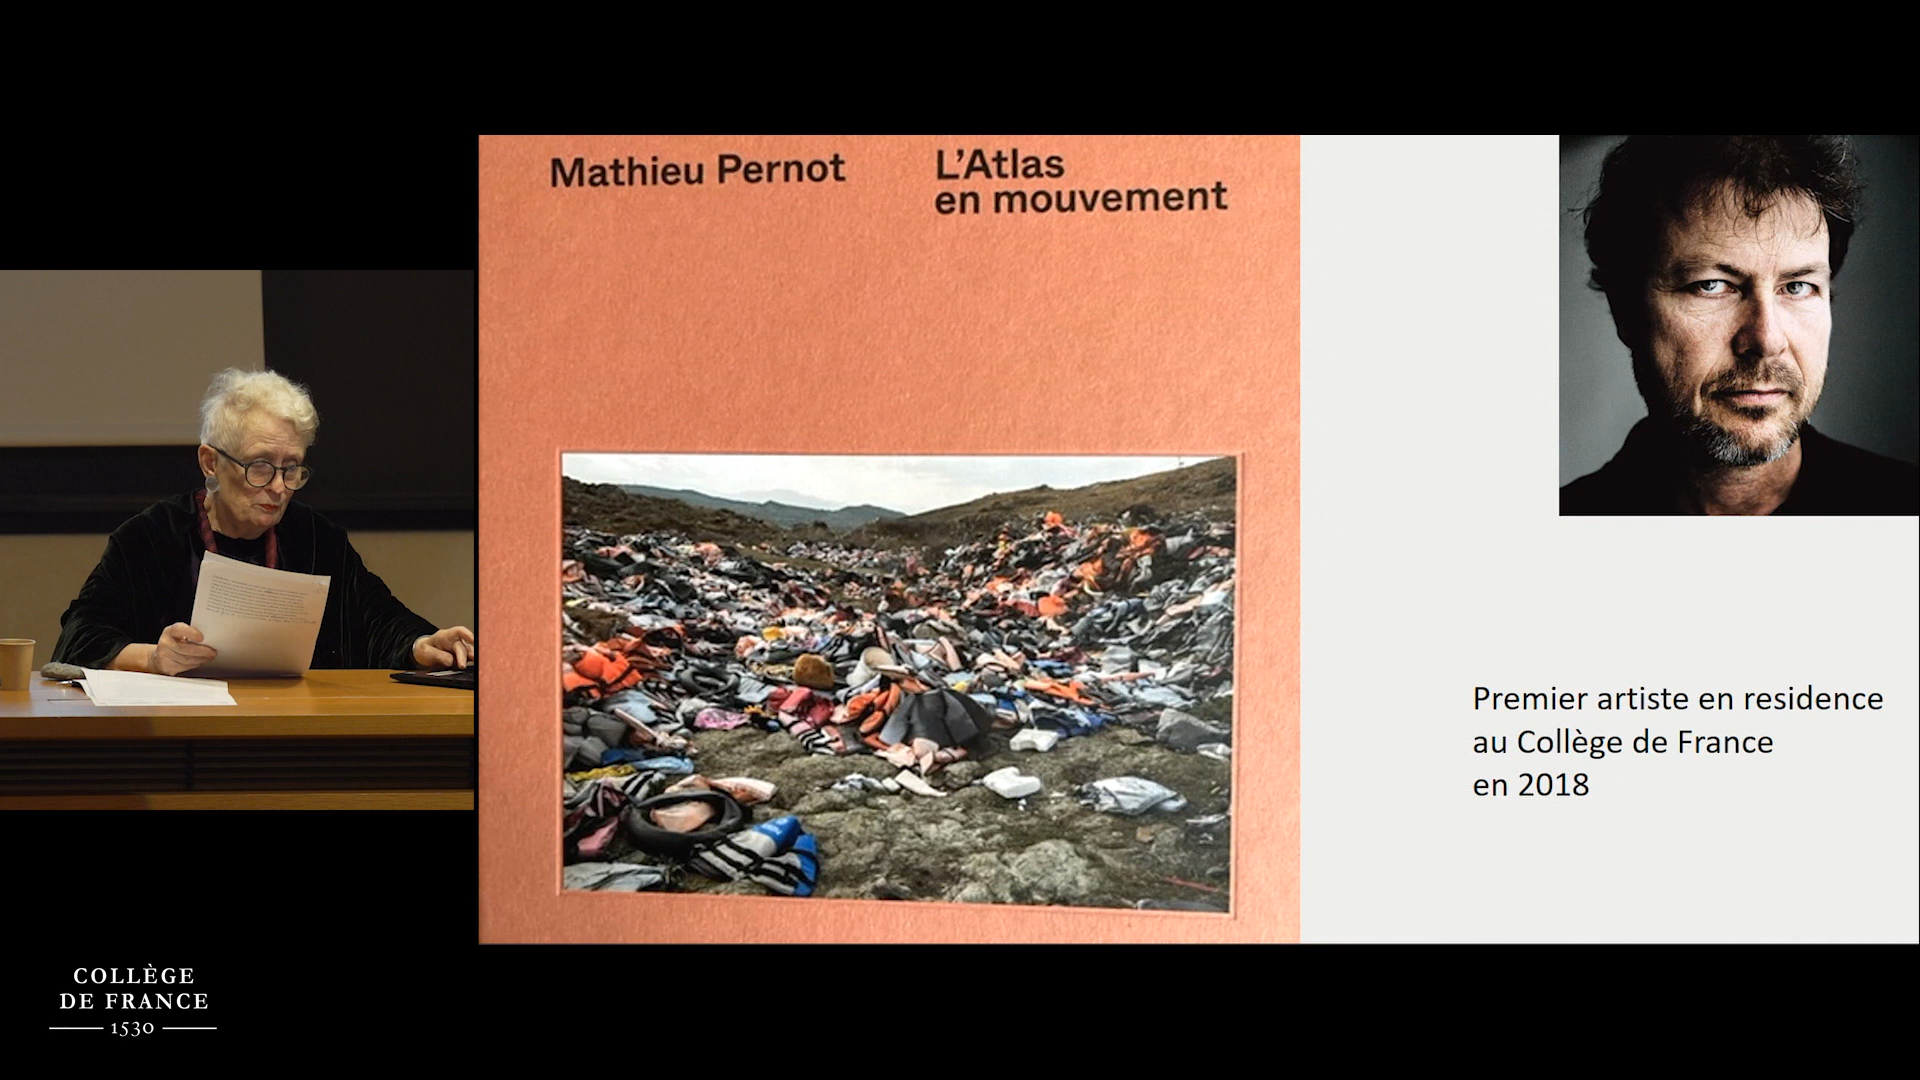 Mathieu Pernot
L’Atlas
en mouvement
Premier artiste en residence
au Collège de France
en 2018
COLLÈGE
DE FRANCE
1530